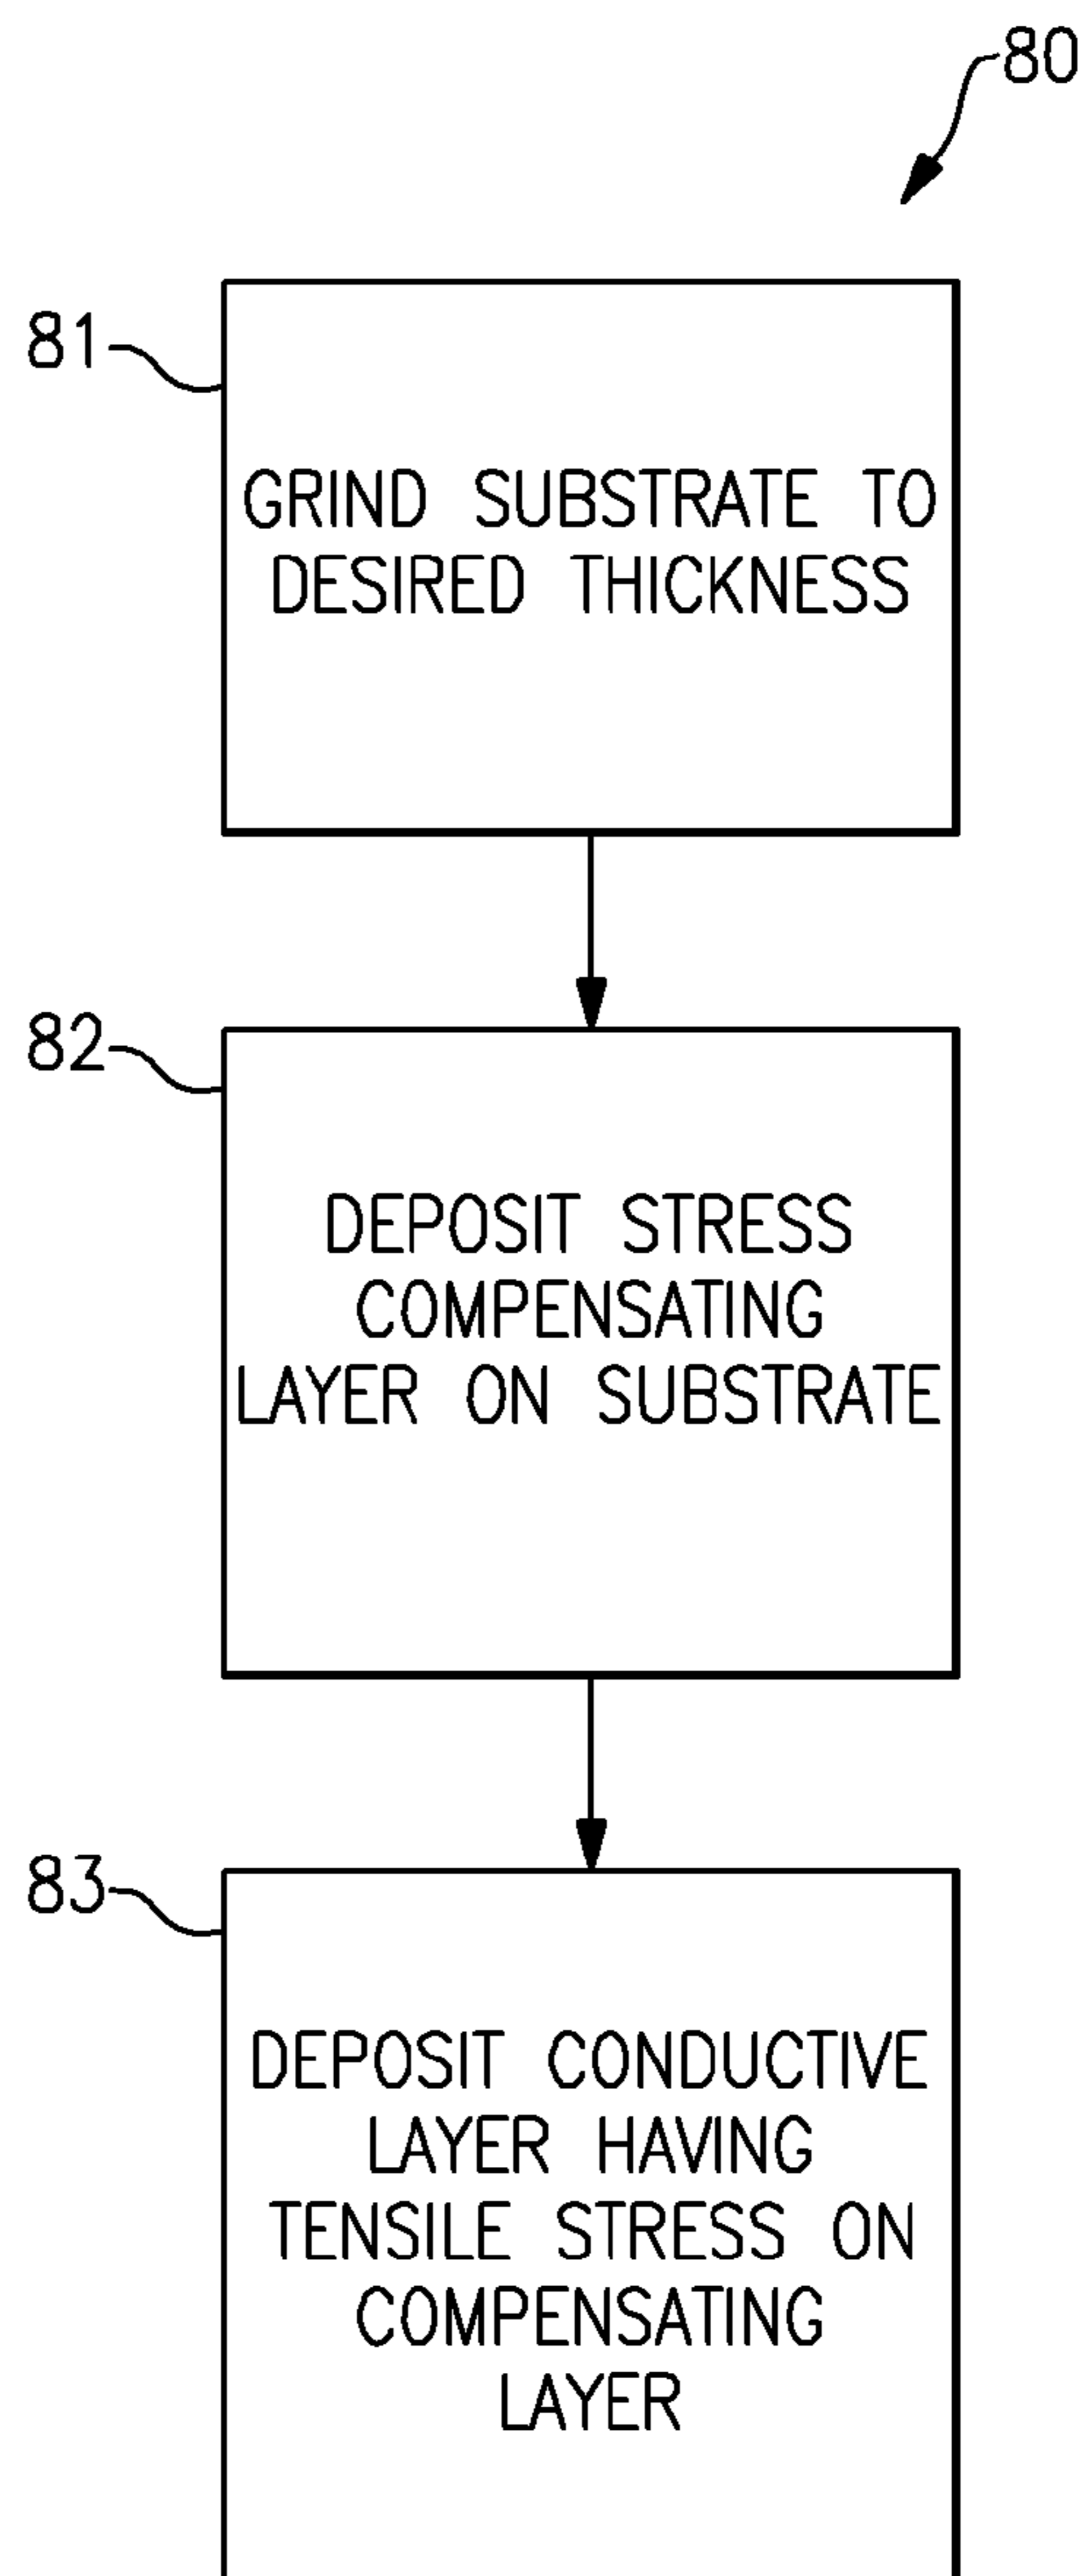 80
81
GRIND SUBSTRATE TO
DESIRED THICKNESS
82
DEPOSIT STRESS
COMPENSATING
LAYER ON SUBSTRATE
83
DEPOSIT CONDUCTIVE
LAYER HAVING
TENSILE STRESS ON
COMPENSATING
LAYER